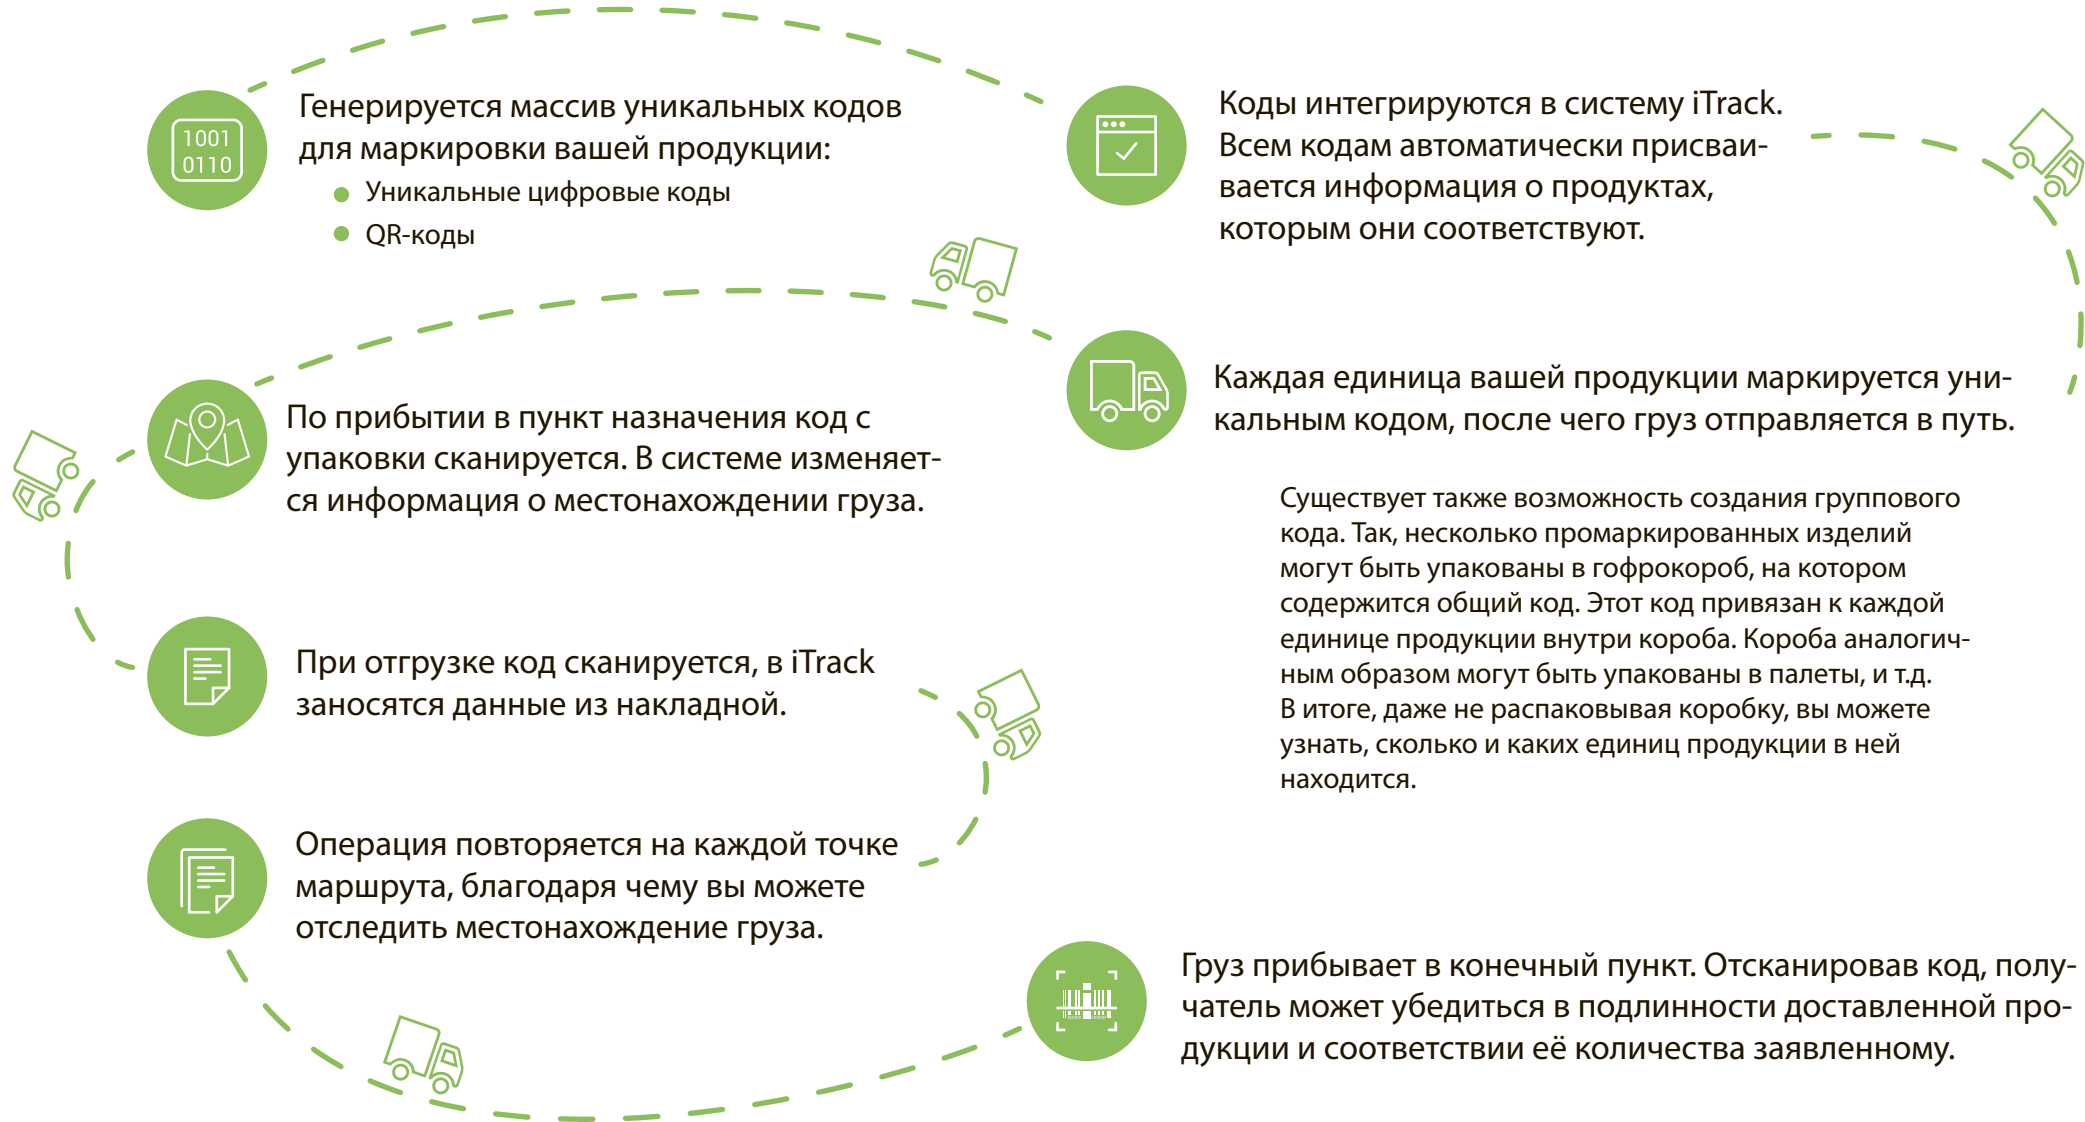 1001
0110
Генерируется массив уникальных кодов
для маркировки вашей продукции:
Уникальные цифровые коды
QR-коды
Коды интегрируются в систему iTrack.
Всем кодам автоматически присваи-
вается информация о продуктах,
которым они соответствуют.
Каждая единица вашей продукции маркируется уни-
кальным кодом, после чего груз отправляется в путь.
Существует также возможность создания группового
кода. Так, несколько промаркированных изделий
могут быть упакованы в гофрокороб, на котором
содержится общий код. Этот код привязан к каждой
единице продукции внутри короба. Короба аналогич-
ным образом могут быть упакованы в палеты, и т.д.
В итоге, даже не распаковывая коробку, вы можете
узнать, сколько и каких единиц продукции в ней
находится.
По прибытии в пункт назначения код с
упаковки сканируется. В системе изменяет-
ся информация о местонахождении груза.
При отгрузке код сканируется, в iTrack
заносятся данные из накладной.
Операция повторяется на каждой точке
маршрута, благодаря чему вы можете
отследить местонахождение груза.
Груз прибывает в конечный пункт. Отсканировав код, полу-
чатель может убедиться в подлинности доставленной про-
дукции и соответствии её количества заявленному.